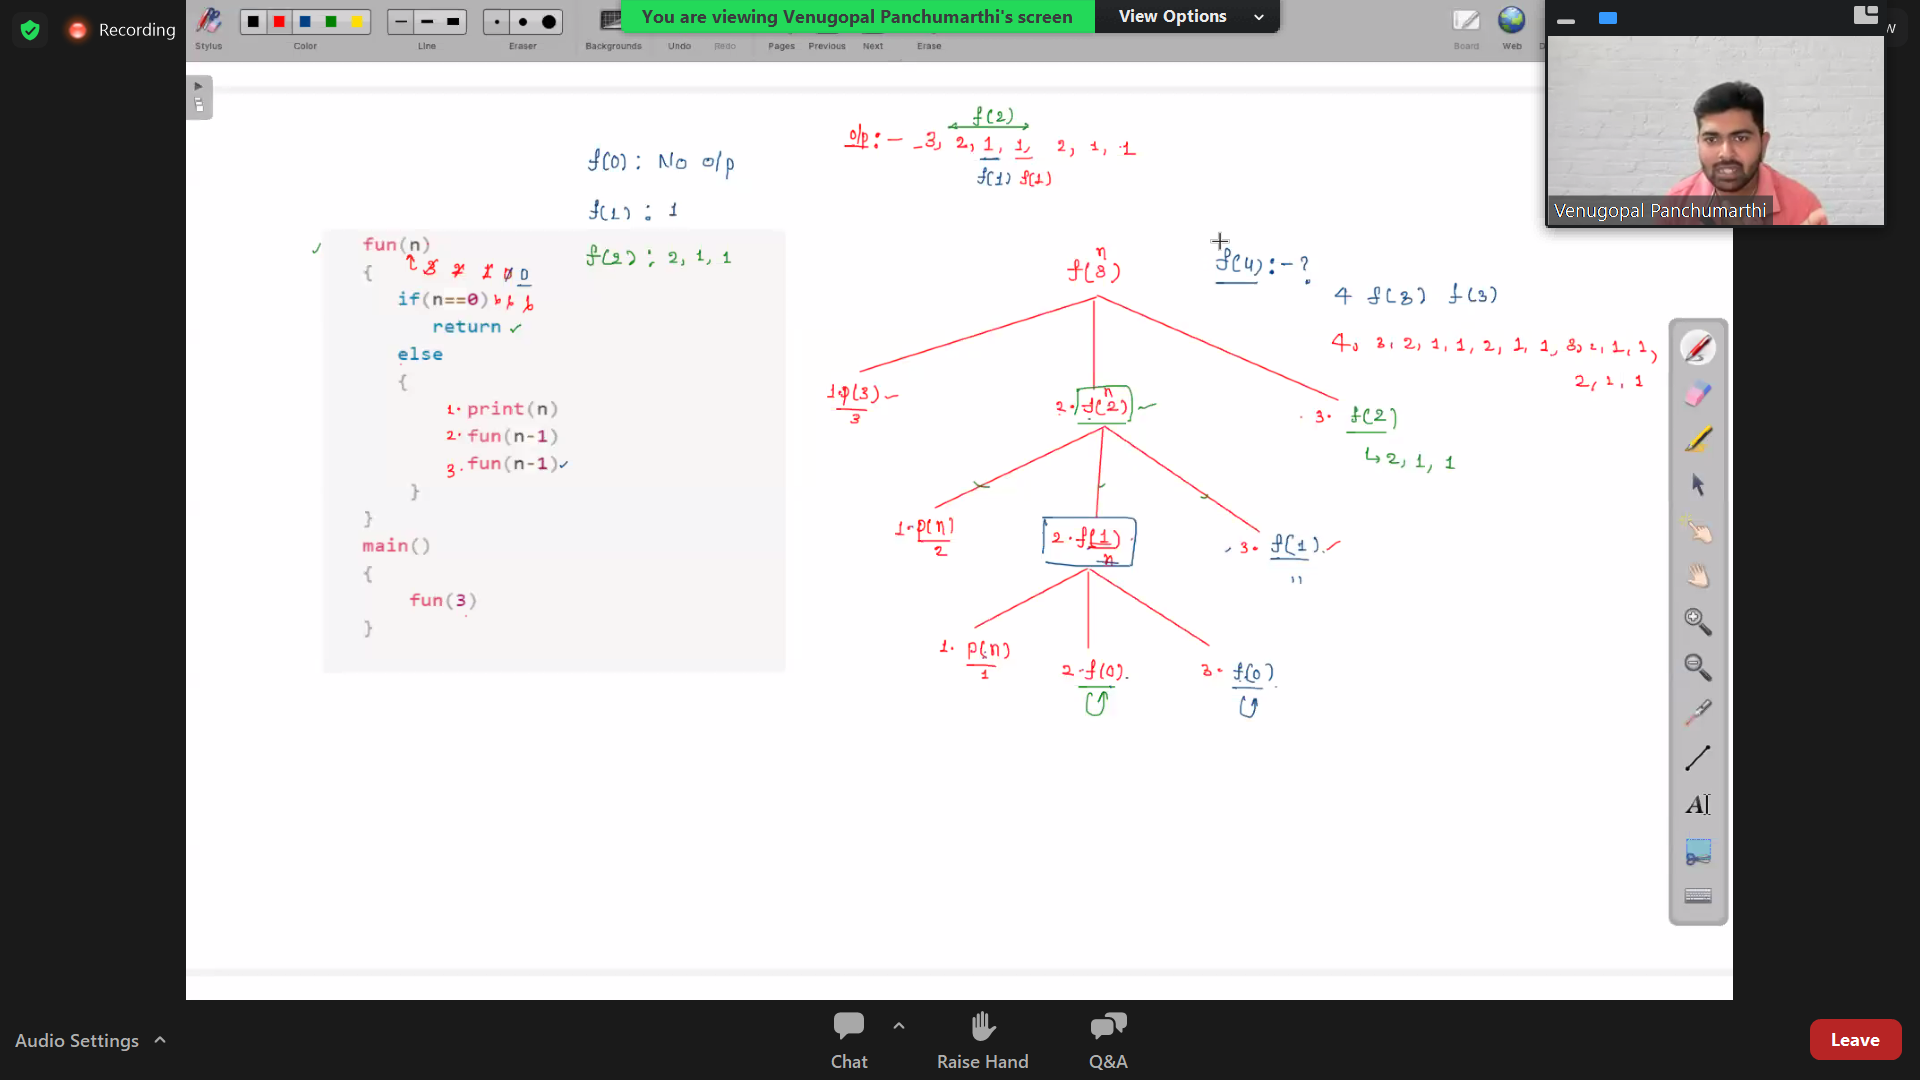 Recording
You are viewing Venugopal Panchumarthi's screen
View Options
Stylus
Color
Line
Eraser
Backgrounds
Undo
Redo
Pages
Previous
Next
Erase
Board
Web
Venugopal Panchumarthi
f(2)
o/p : - 3, 2, 1, 1, 2, 1, 1
f(1) f(1)
f(0) : No o/p
f(1) : 1
f(2) : 2, 1, 1
fun(n)
3 2 1 0 0
{
if(n==0)
return
else
{
1. print(n)
2. fun(n-1)
3. fun(n-1)
}
}
main()
{
fun(3)
}
n
f(3)
f(4) : - ?
4 f(3) f(3)
4, 3, 2, 1, 1, 2, 1, 1, 3, 2, 1, 1,
2, 1, 1
1. p(3)
3
n
2. f(2)
3. f(2)
↳ 2, 1, 1
1. p(n)
2
2. f(1)
n
3. f(1)
"
1. p(n)
1
2. f(0)
3. f(0)
A
Audio Settings
Chat
Raise Hand
Q&A
Leave